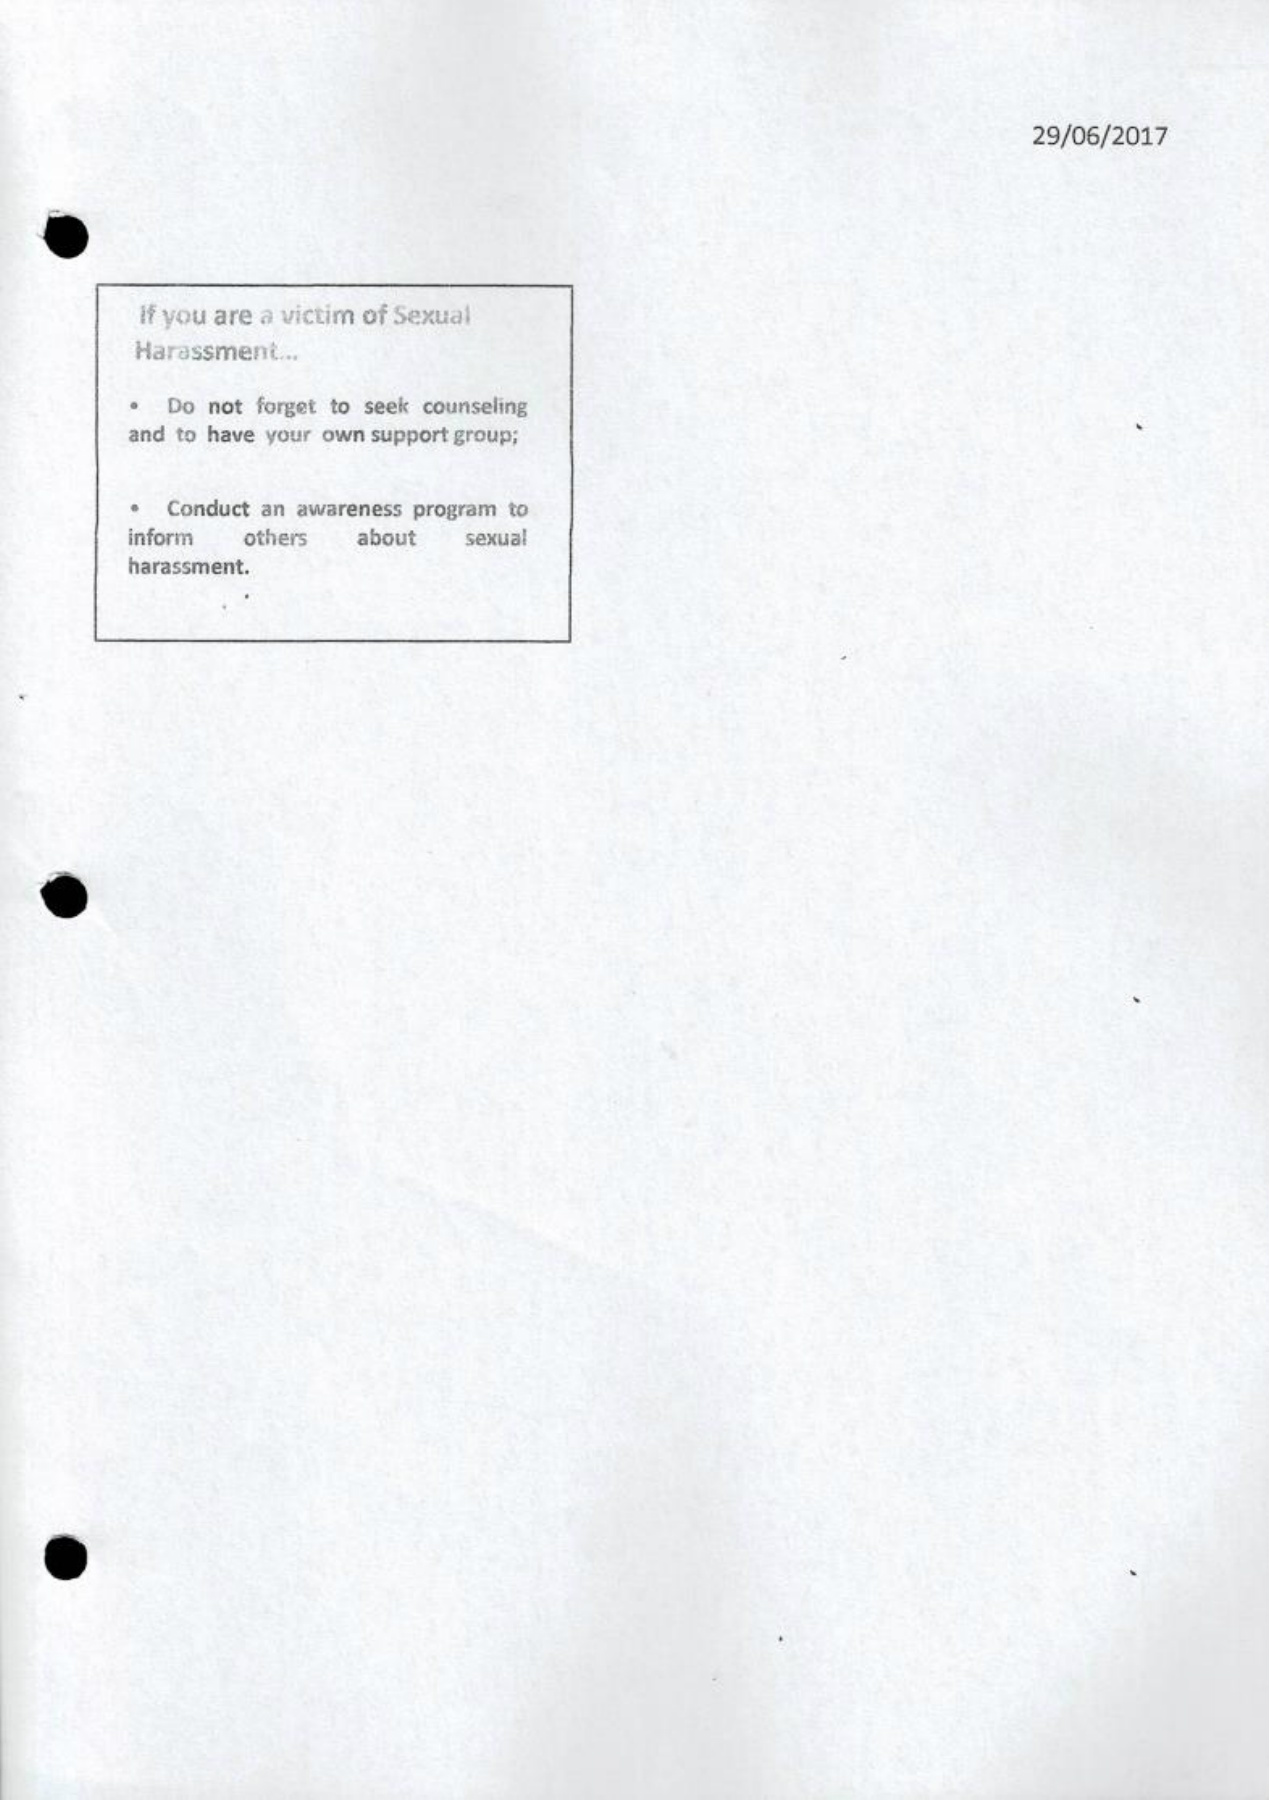 29/06/2017
If you are a victim of Sexual
Harassment...
• Do not forget to seek counseling
and to have your own support group;
• Conduct an awareness program to
inform others about sexual
harassment.